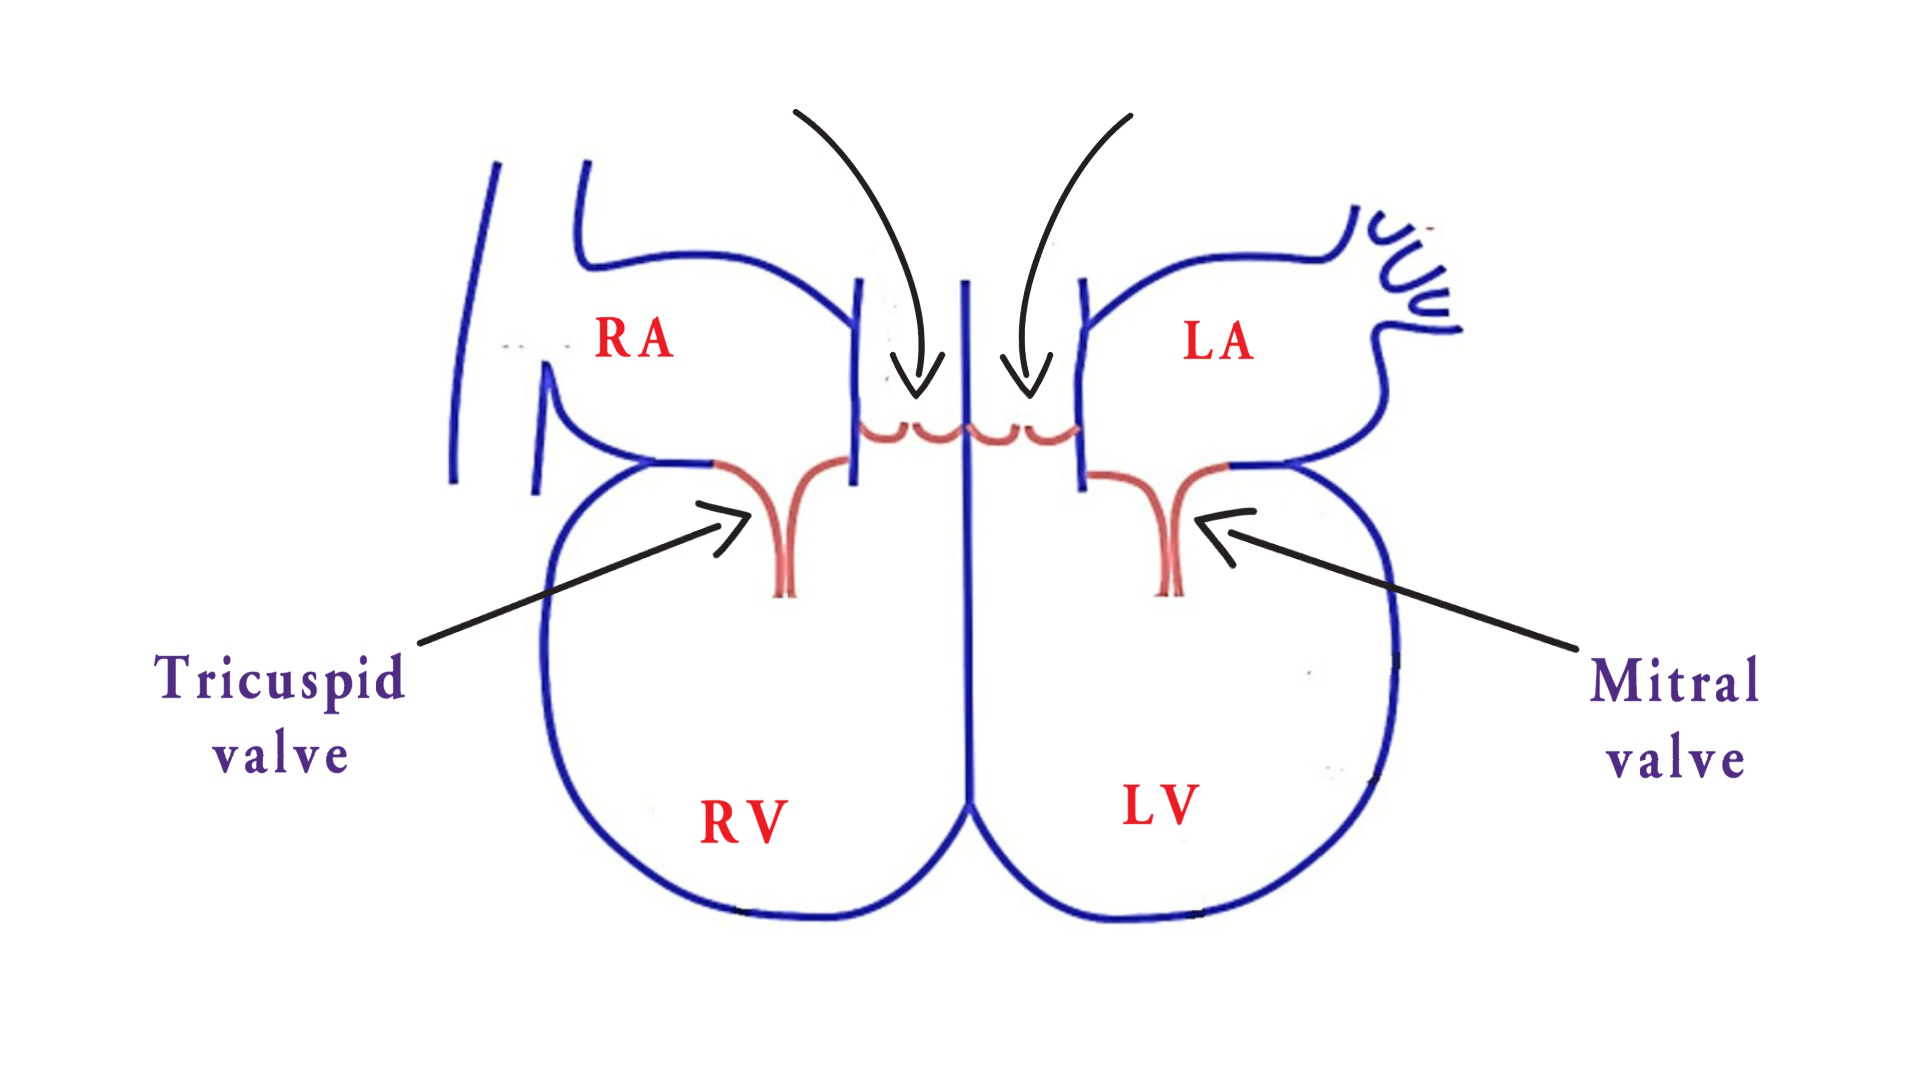 RA
LA
Tricuspid
valve
Mitral
valve
RV
LV